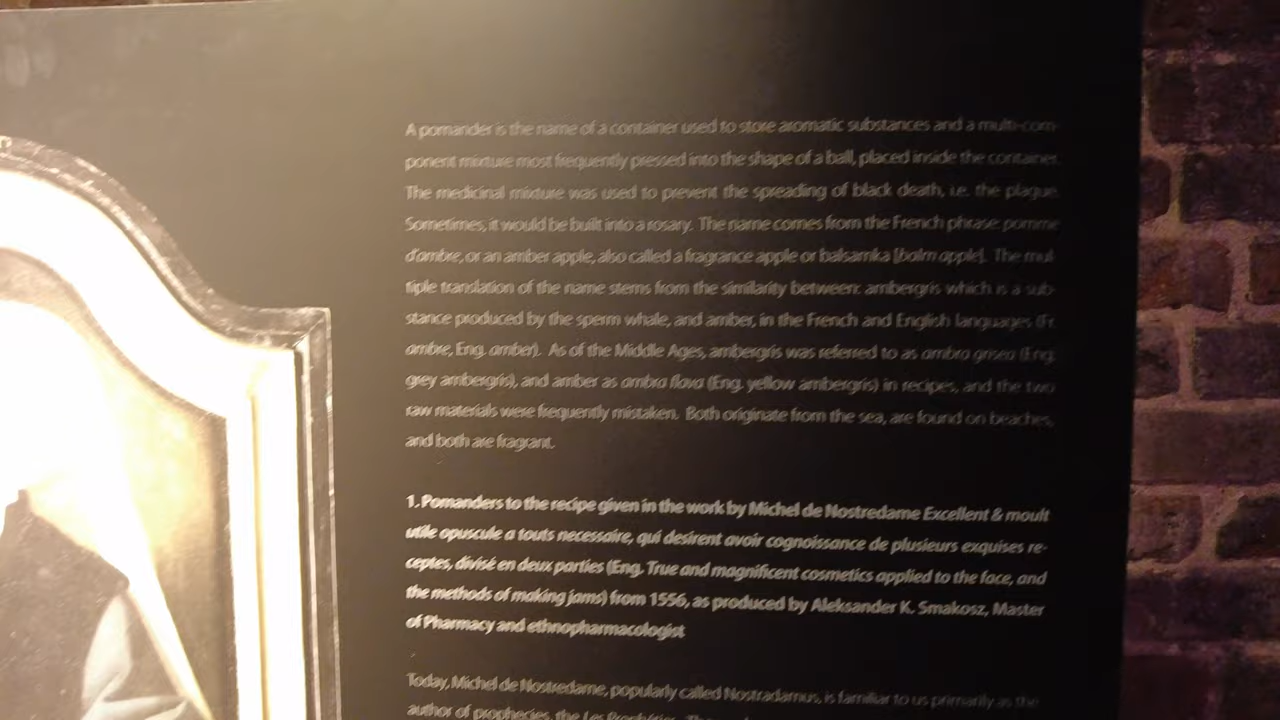 A pomander is the name of a container used to store aromatic substances and a multi-com-
ponent mixture most frequently pressed into the shape of a ball, placed inside the container.
The medicinal mixture was used to prevent the spreading of black death, i.e. the plague.
Sometimes, it would be built into a rosary. The name comes from the French phrase pomme
d'ambre, or an amber apple, also called a fragrance apple or balsamka [balm apple]. The mul-
tiple translation of the name stems from the similarity between: ambergris which is a sub-
stance produced by the sperm whale, and amber, in the French and English languages (Fr.
ambre, Eng. amber). As of the Middle Ages, ambergris was referred to as ambra grisea (Eng.
grey ambergris), and amber as ambra flava (Eng. yellow ambergris) in recipes, and the two
raw materials were frequently mistaken. Both originate from the sea, are found on beaches,
and both are fragrant.
1. Pomanders to the recipe given in the work by Michel de Nostredame Excellent & moult
utile opuscule a touts necessaire, qui desirent avoir cognoissance de plusieurs exquises re-
ceptes, divisé en deux parties (Eng. True and magnificent cosmetics applied to the face, and
the methods of making jams) from 1556, as produced by Aleksander K. Smakosz, Master
of Pharmacy and ethnopharmacologist
Today, Michel de Nostredame, popularly called Nostradamus, is familiar to us primarily as the
author of prophecies, the Les Prophéties.